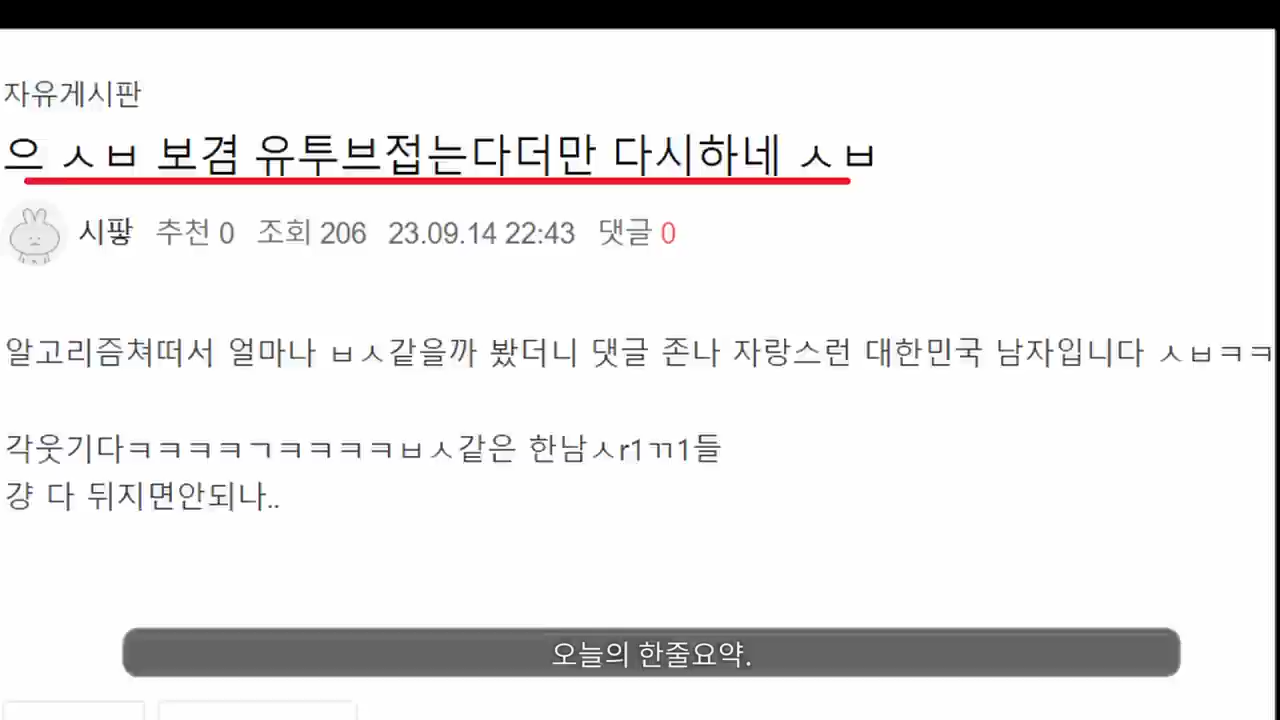 자유게시판
으 ㅅㅂ 보겸 유투브접는다더만 다시하네 ㅅㅂ
시팧 추천 0 조회 206 23.09.14 22:43 댓글 0
알고리즘쳐떠서 얼마나 ㅂㅅ같을까 봤더니 댓글 존나 자랑스런 대한민국 남자입니다 ㅅㅂㅋㅋ
각웃기다ㅋㅋㅋㅋㄱㅋㅋㅋㅋㅂㅅ같은 한남ㅅr1ㄲ1들
걍 다 뒤지면안되나..
오늘의 한줄요약.